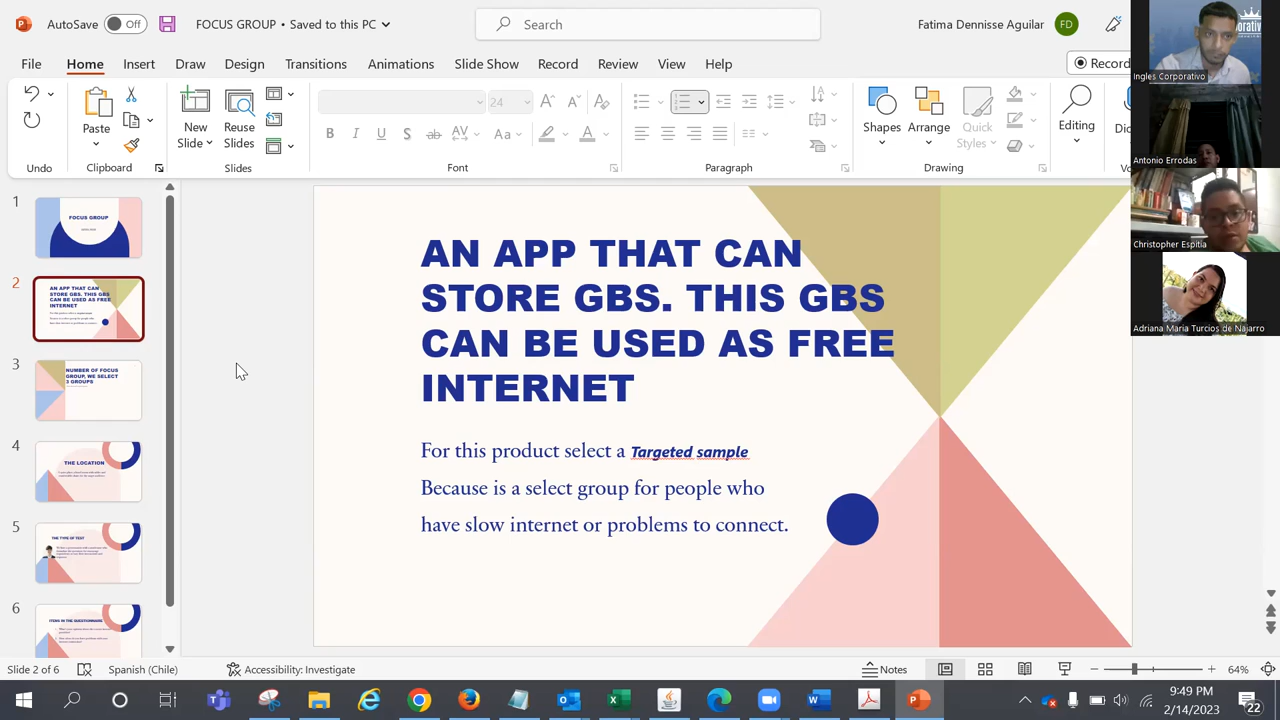 AutoSave Off FOCUS GROUP • Saved to this PC Search Fatima Dennisse Aguilar FD
File Home Insert Draw Design Transitions Animations Slide Show Record Review View Help Record
Paste New Slide Reuse Slides 24 Shapes Arrange Quick Styles Editing
Undo Clipboard Slides Font Paragraph Drawing
Ingles Corporativo
Antonio Errodas
Christopher Espitia
Adriana Maria Turcios de Najarro
1
FOCUS GROUP
2
AN APP THAT CAN
STORE GBS. THIS GBS
CAN BE USED AS FREE
INTERNET
3
NUMBER OF FOCUS
GROUP, WE SELECT
3 GROUPS
4
THE LOCATION
5
THE TYPE OF TEST
6
ITEMS IN THE QUESTIONNAIRE
AN APP THAT CAN
STORE GBS. THIS GBS
CAN BE USED AS FREE
INTERNET
For this product select a Targeted sample
Because is a select group for people who
have slow internet or problems to connect.
Slide 2 of 6 Spanish (Chile) Accessibility: Investigate Notes 64%
9:49 PM
2/14/2023
22